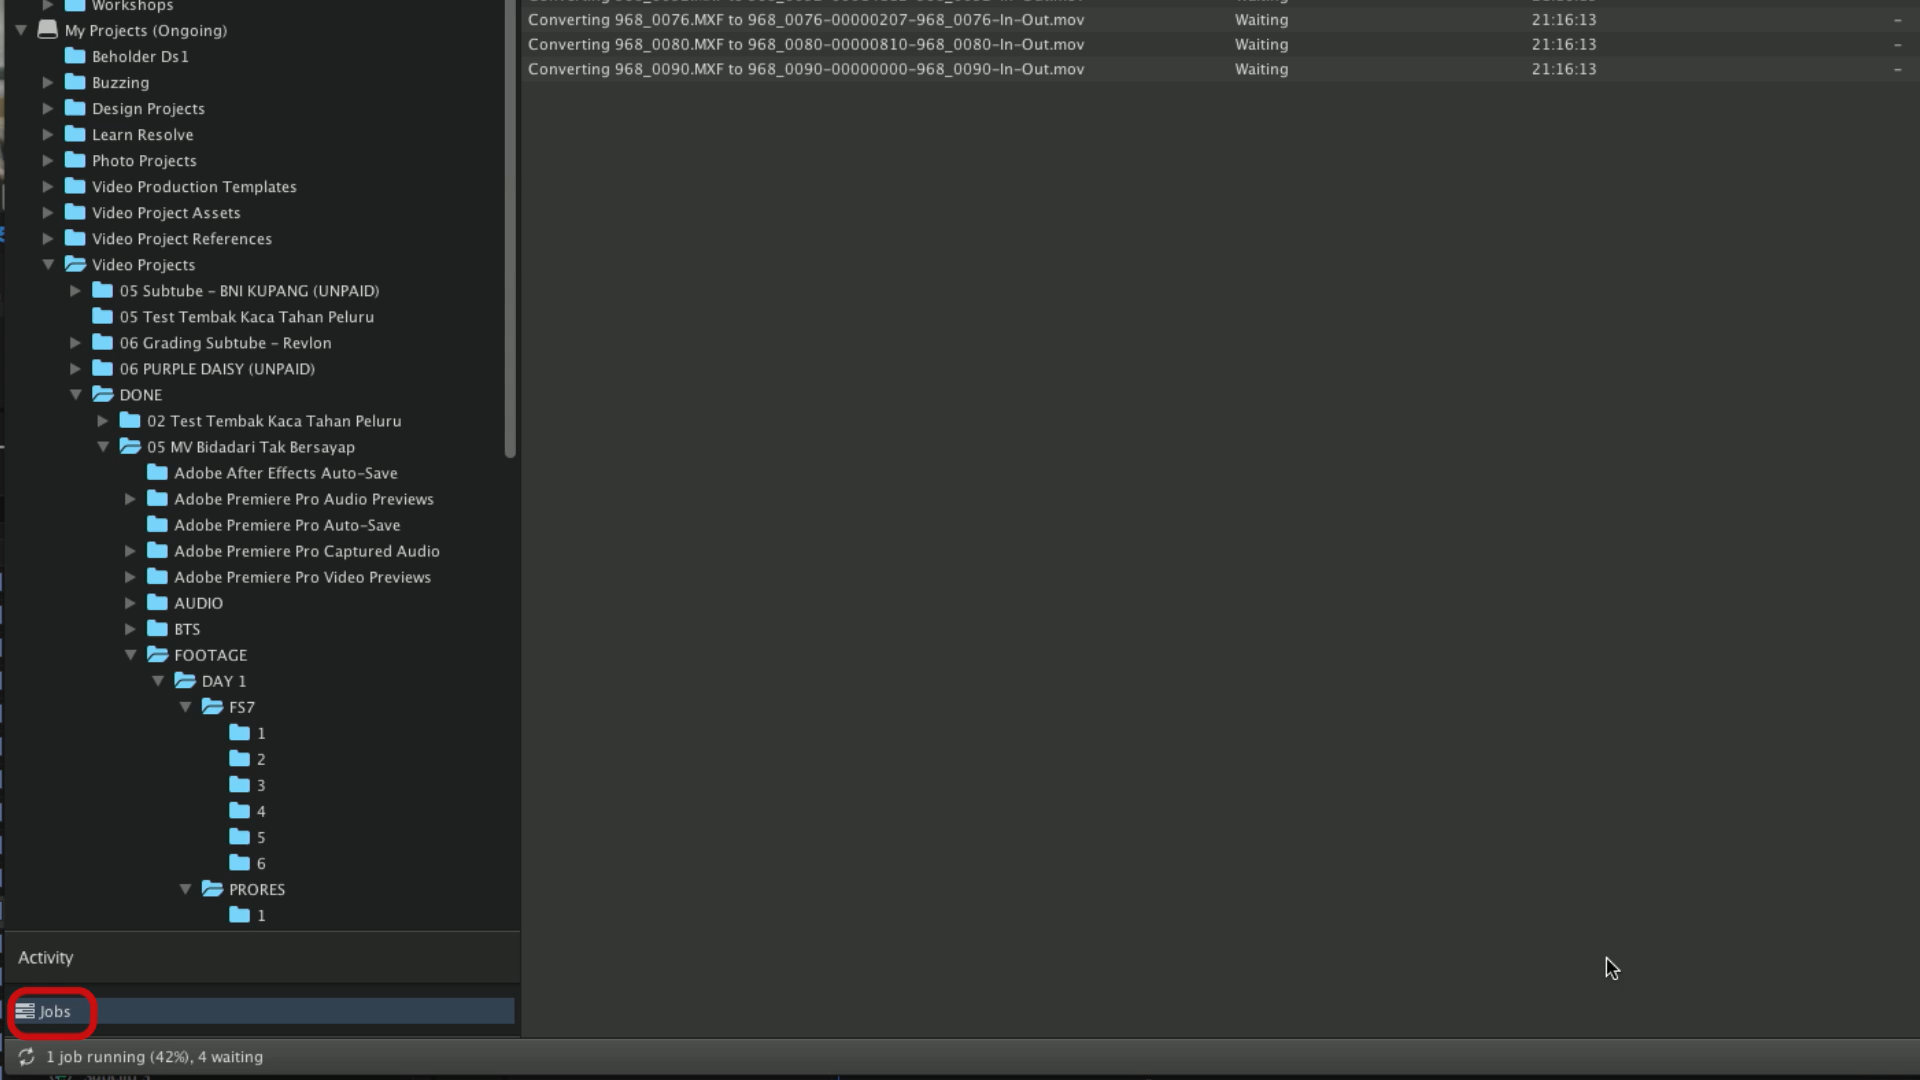 Workshops
My Projects (Ongoing)
Beholder Ds1
Buzzing
Design Projects
Learn Resolve
Photo Projects
Video Production Templates
Video Project Assets
Video Project References
Video Projects
05 Subtube – BNI KUPANG (UNPAID)
05 Test Tembak Kaca Tahan Peluru
06 Grading Subtube – Revlon
06 PURPLE DAISY (UNPAID)
DONE
02 Test Tembak Kaca Tahan Peluru
05 MV Bidadari Tak Bersayap
Adobe After Effects Auto-Save
Adobe Premiere Pro Audio Previews
Adobe Premiere Pro Auto-Save
Adobe Premiere Pro Captured Audio
Adobe Premiere Pro Video Previews
AUDIO
BTS
FOOTAGE
DAY 1
FS7
1
2
3
4
5
6
PRORES
1
Activity
Jobs
1 job running (42%), 4 waiting
Converting 968_0076.MXF to 968_0076-00000207-968_0076-In-Out.mov Waiting 21:16:13 –
Converting 968_0080.MXF to 968_0080-00000810-968_0080-In-Out.mov Waiting 21:16:13 –
Converting 968_0090.MXF to 968_0090-00000000-968_0090-In-Out.mov Waiting 21:16:13 –